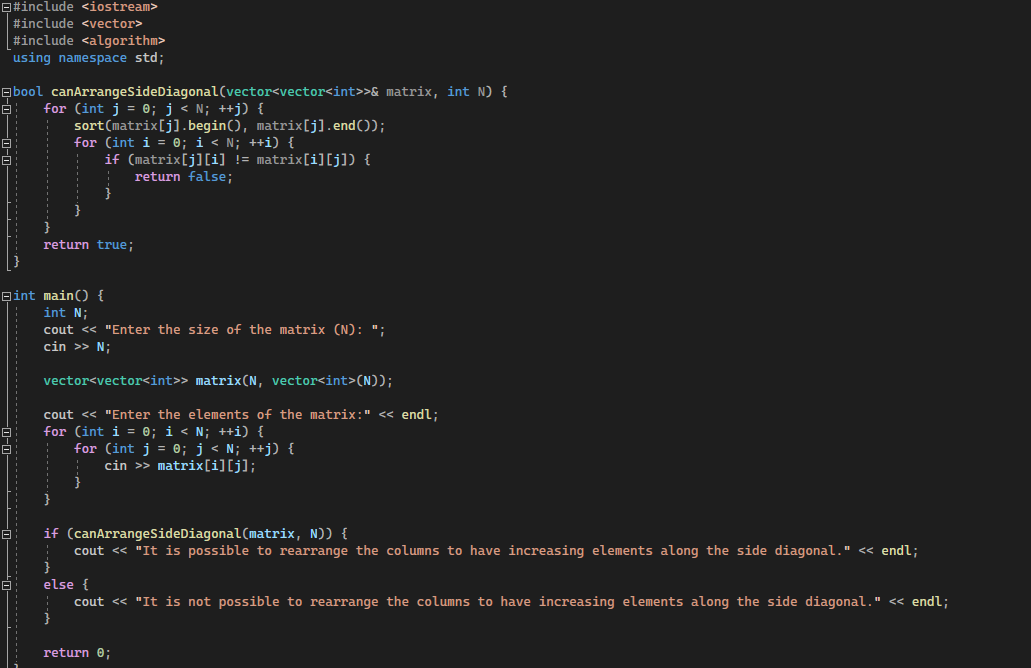 #include <iostream>
#include <vector>
#include <algorithm>
using namespace std;

bool canArrangeSideDiagonal(vector<vector<int>>& matrix, int N) {
    for (int j = 0; j < N; ++j) {
        sort(matrix[j].begin(), matrix[j].end());
        for (int i = 0; i < N; ++i) {
            if (matrix[j][i] != matrix[i][j]) {
                return false;
            }
        }
    }
    return true;
}

int main() {
    int N;
    cout << "Enter the size of the matrix (N): ";
    cin >> N;

    vector<vector<int>> matrix(N, vector<int>(N));

    cout << "Enter the elements of the matrix:" << endl;
    for (int i = 0; i < N; ++i) {
        for (int j = 0; j < N; ++j) {
            cin >> matrix[i][j];
        }
    }

    if (canArrangeSideDiagonal(matrix, N)) {
        cout << "It is possible to rearrange the columns to have increasing elements along the side diagonal." << endl;
    }
    else {
        cout << "It is not possible to rearrange the columns to have increasing elements along the side diagonal." << endl;
    }

    return 0;
}